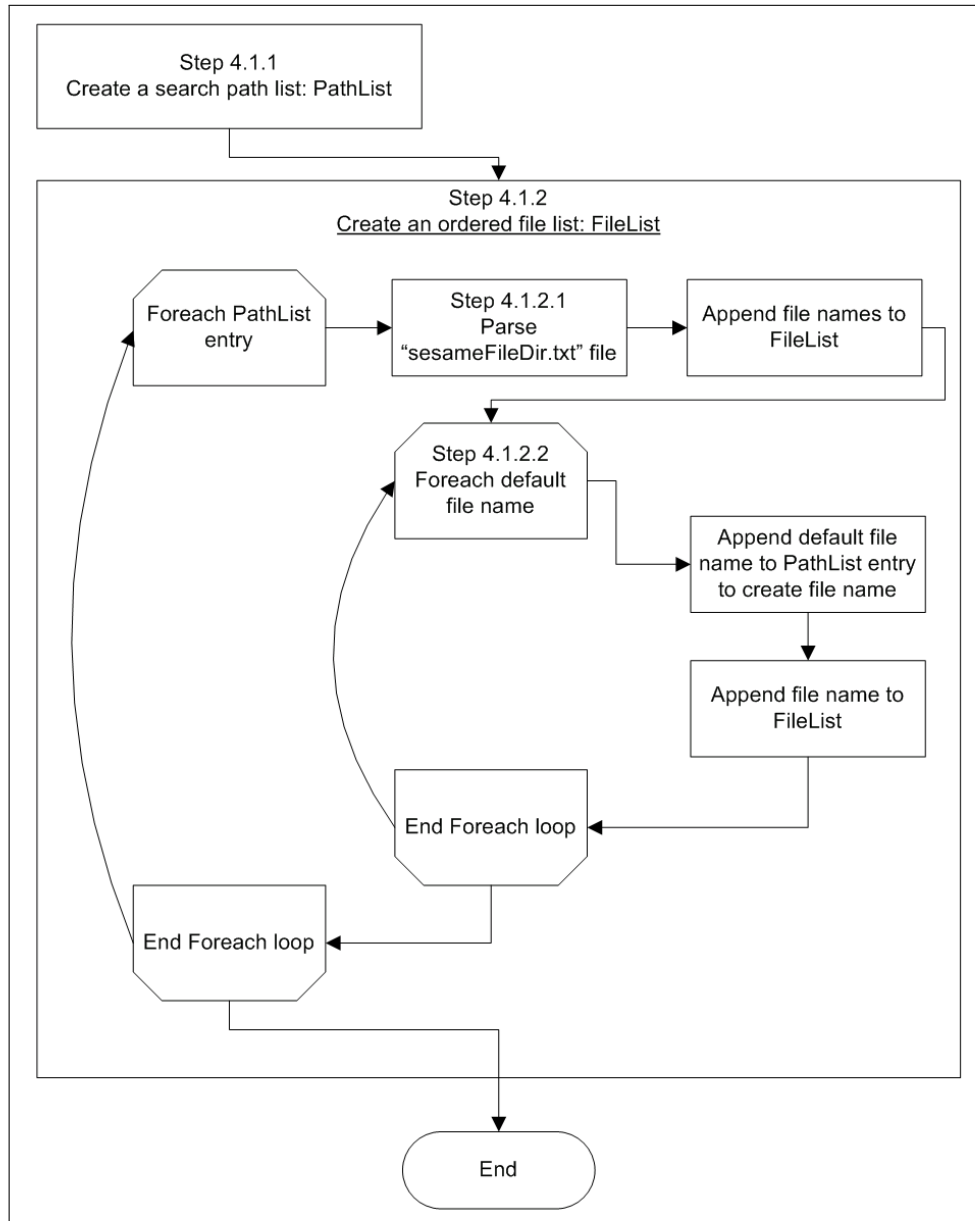 Step 4.1.1
Create a search path list: PathList
Step 4.1.2
Create an ordered file list: FileList
Foreach PathList
entry
Step 4.1.2.1
Parse
“sesameFileDir.txt” file
Append file names to
FileList
Step 4.1.2.2
Foreach default
file name
Append default file
name to PathList entry
to create file name
Append file name to
FileList
End Foreach loop
End Foreach loop
End